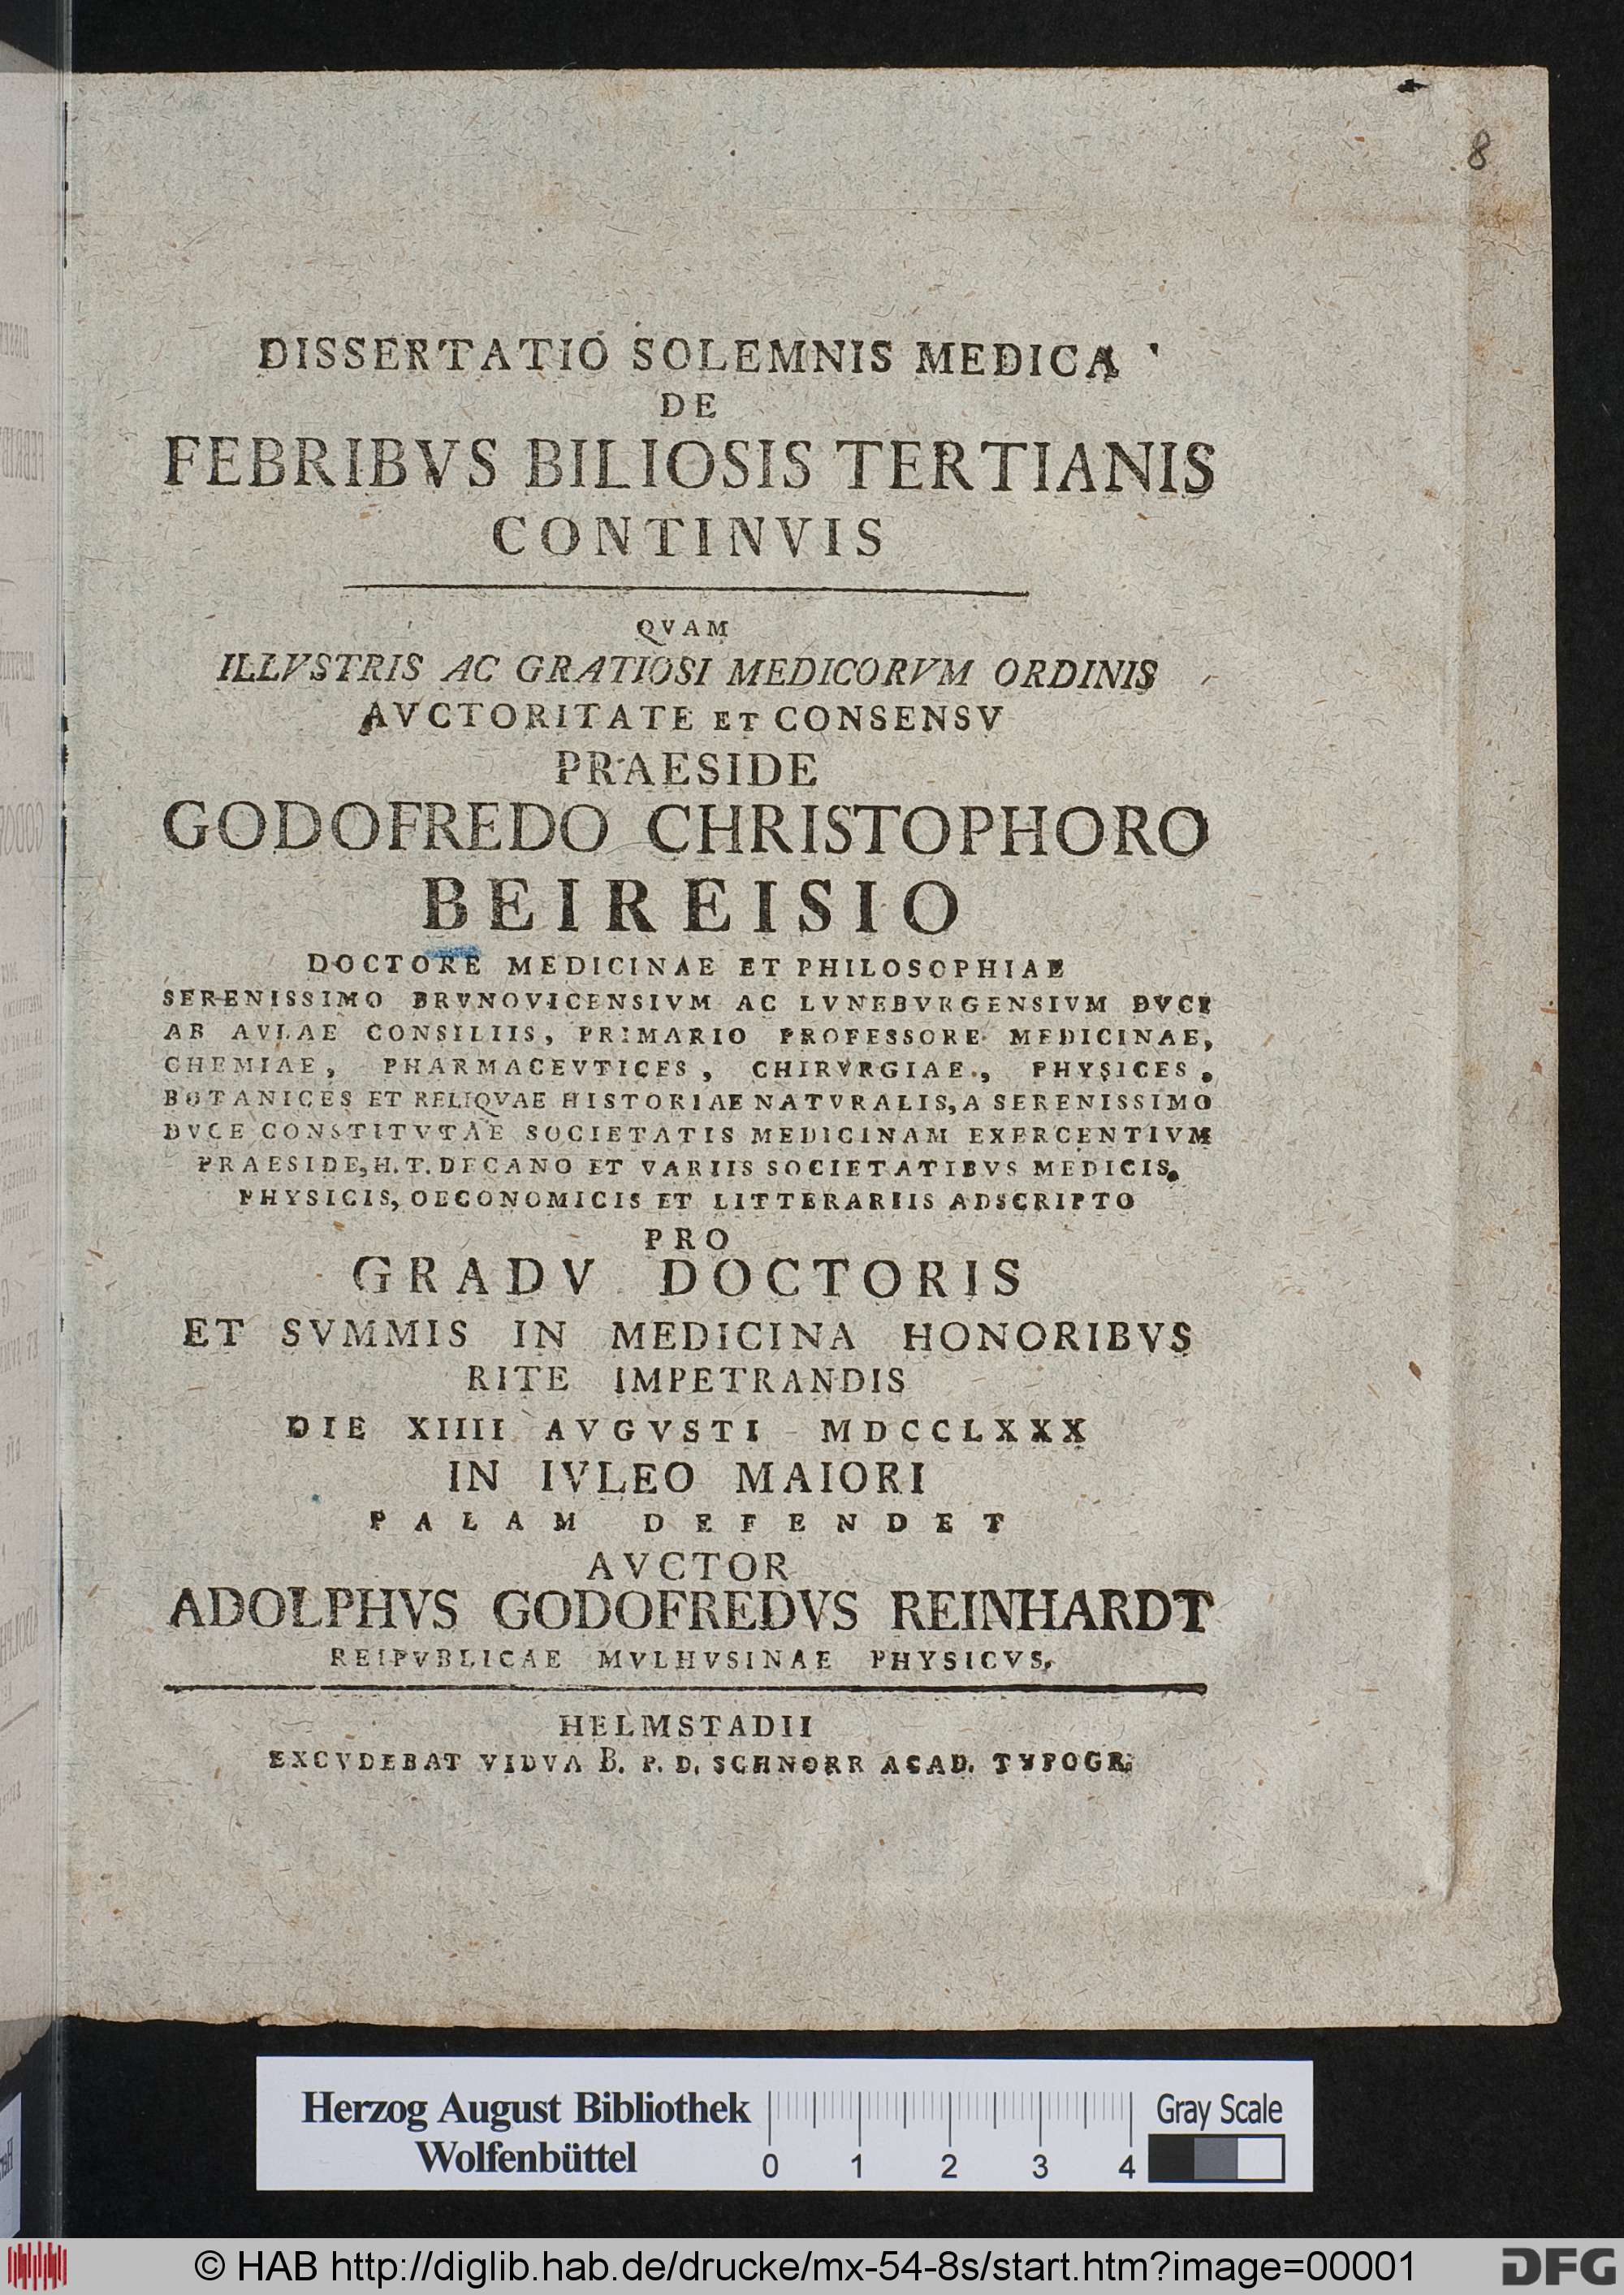 8
DISSERTATIO SOLEMNIS MEDICA
DE
FEBRIBVS BILIOSIS TERTIANIS
CONTINVIS
QVAM
ILLVSTRIS AC GRATIOSI MEDICORVM ORDINIS
AVCTORITATE ET CONSENSV
PRAESIDE
GODOFREDO CHRISTOPHORO
BEIREISIO
DOCTORE MEDICINAE ET PHILOSOPHIAE
SERENISSIMO BRVNOVICENSIVM AC LVNEBVRGENSIVM DVCI
AB AVLAE CONSILIIS, PRIMARIO PROFESSORE MEDICINAE,
CHEMIAE, PHARMACEVTICES, CHIRVRGIAE, PHYSICES,
BOTANICES ET RELIQVAE HISTORIAE NATVRALIS, A SERENISSIMO
DVCE CONSTITVTAE SOCIETATIS MEDICINAM EXERCENTIVM
PRAESIDE, H. T. DECANO ET VARIIS SOCIETATIBVS MEDICIS,
PHYSICIS, OECONOMICIS ET LITTERARIIS ADSCRIPTO
PRO
GRADV DOCTORIS
ET SVMMIS IN MEDICINA HONORIBVS
RITE IMPETRANDIS
DIE XIIII AVGVSTI MDCCLXXX
IN IVLEO MAIORI
PALAM DEFENDET
AVCTOR
ADOLPHVS GODOFREDVS REINHARDT
REIPVBLICAE MVLHVSINAE PHYSICVS.
HELMSTADII
EXCVDEBAT VIDVA B. P. D. SCHNORR ACAD. TYPOGR.
Herzog August Bibliothek
Wolfenbüttel
0 1 2 3 4
Gray Scale
© HAB http://diglib.hab.de/drucke/mx-54-8s/start.htm?image=00001
DFG